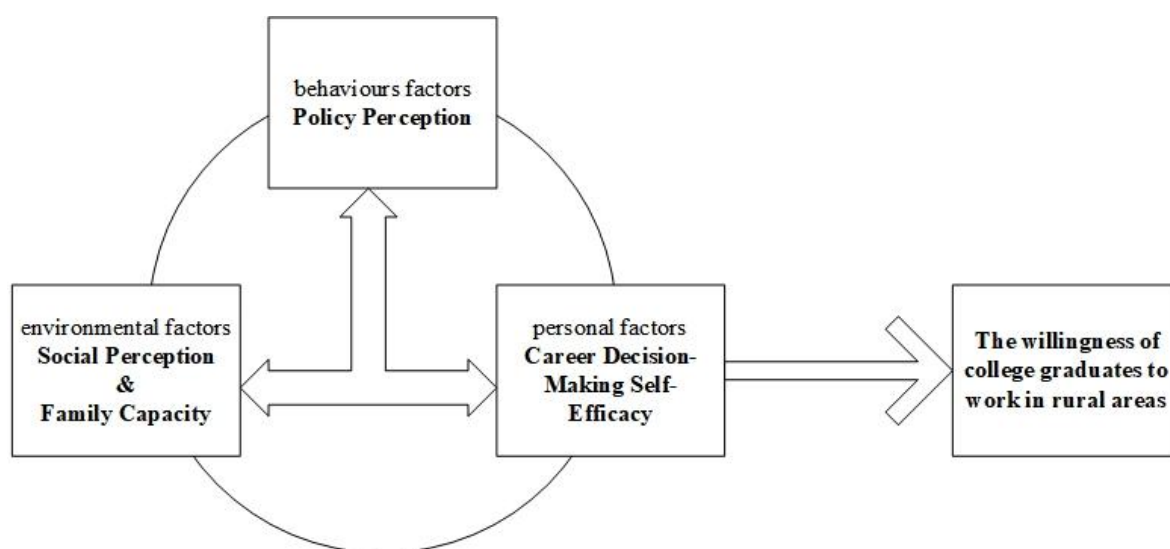 behaviours factors
Policy Perception
environmental factors
Social Perception
&
Family Capacity
personal factors
Career Decision-
Making Self-
Efficacy
The willingness of
college graduates to
work in rural areas